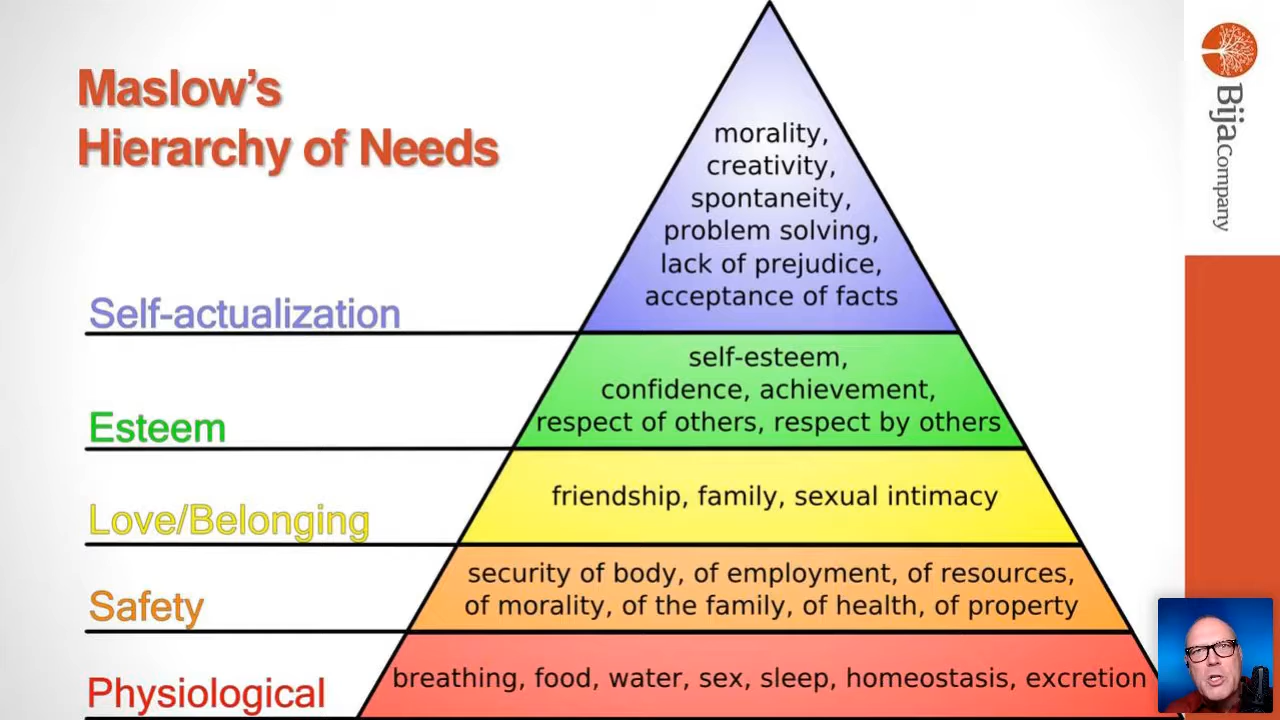 Maslow's
Hierarchy of Needs
morality,
creativity,
spontaneity,
problem solving,
lack of prejudice,
acceptance of facts
Self-actualization
self-esteem,
confidence, achievement,
respect of others, respect by others
Esteem
friendship, family, sexual intimacy
Love/Belonging
security of body, of employment, of resources,
of morality, of the family, of health, of property
Safety
breathing, food, water, sex, sleep, homeostasis, excretion
Physiological
Bija Company